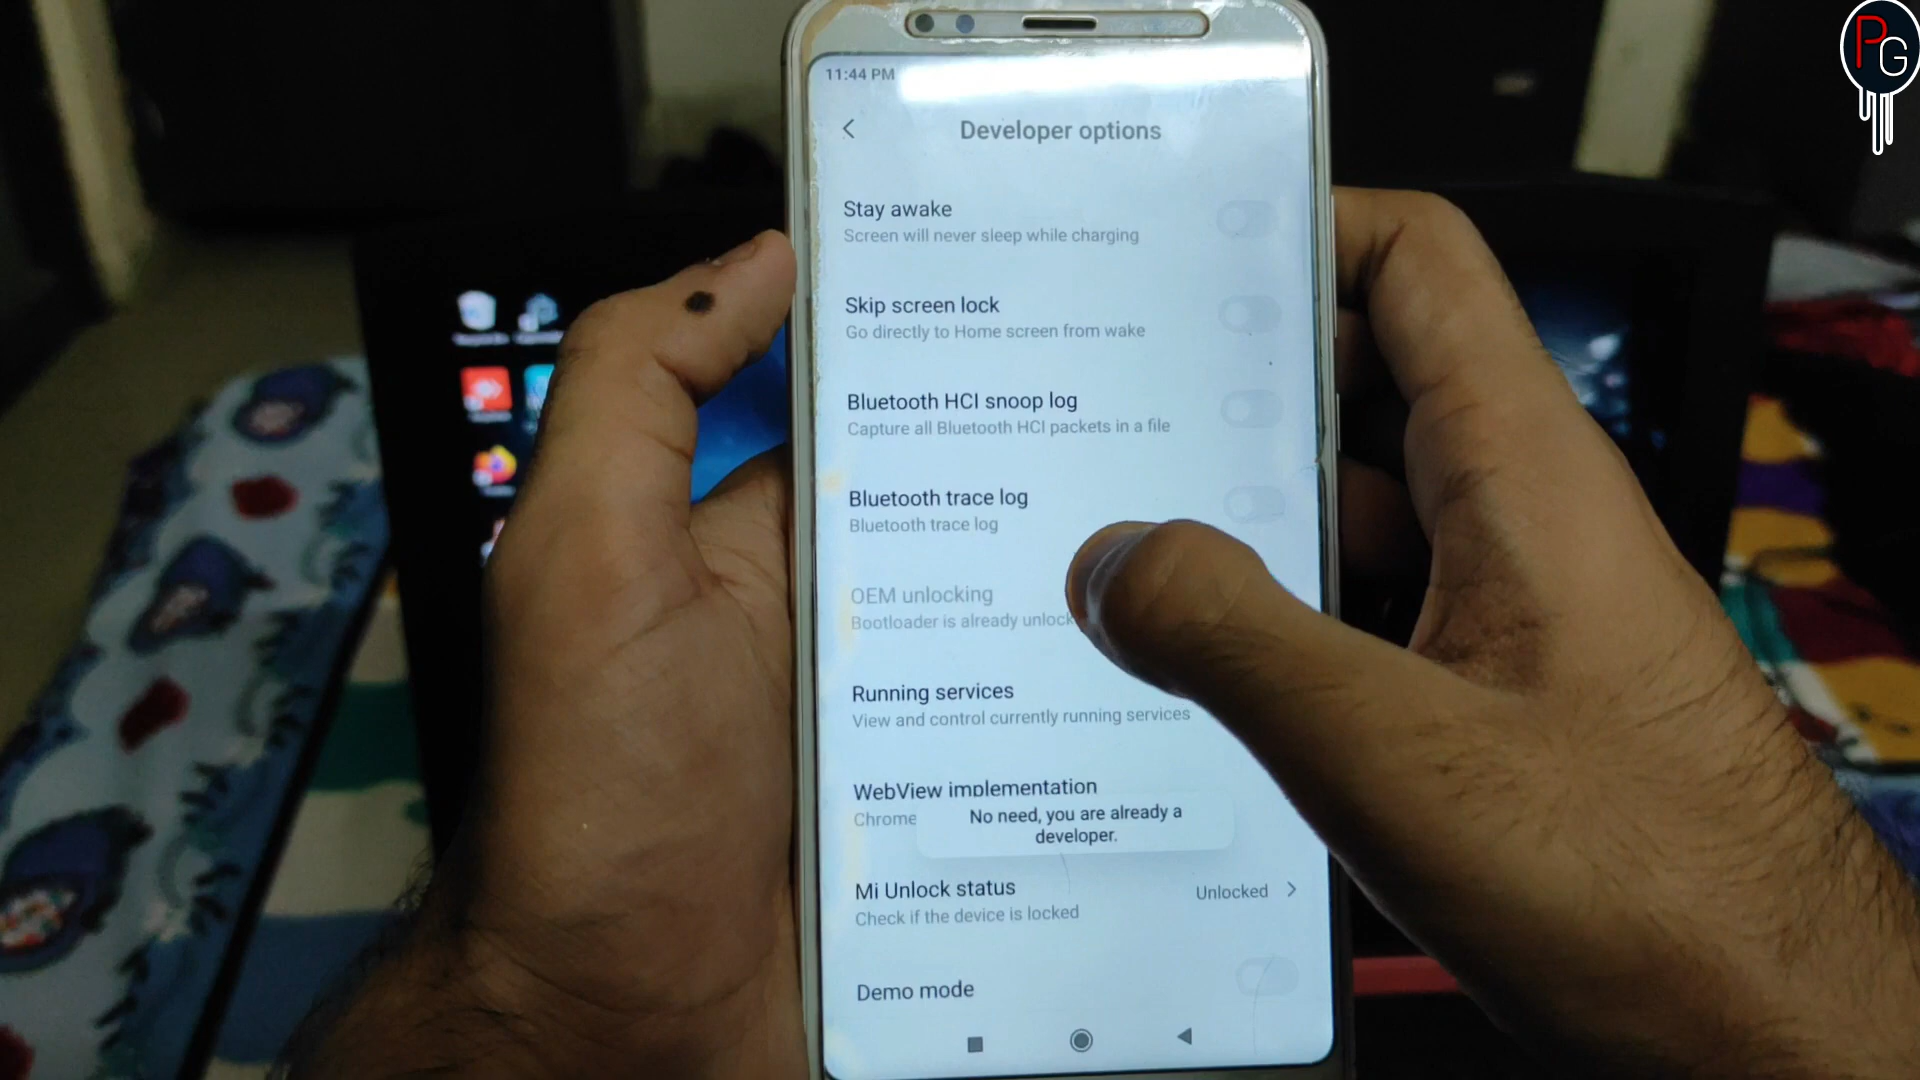 PG
11:44 PM
Developer options
Stay awake
Screen will never sleep while charging
Skip screen lock
Go directly to Home screen from wake
Bluetooth HCI snoop log
Capture all Bluetooth HCI packets in a file
Bluetooth trace log
Bluetooth trace log
OEM unlocking
Bootloader is already unlock
Running services
View and control currently running services
WebView implementation
Chrome
No need, you are already a
developer.
Mi Unlock status
Unlocked
Check if the device is locked
Demo mode